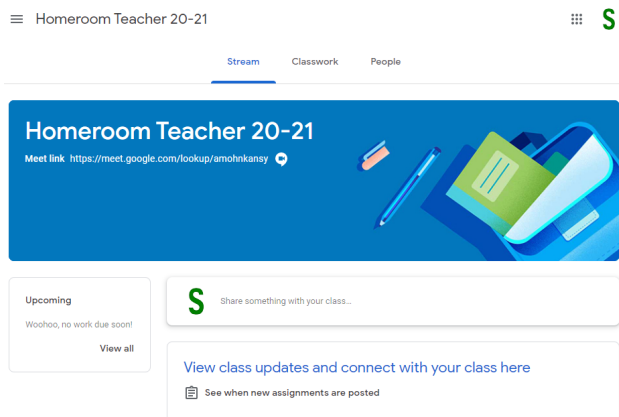 Homeroom Teacher 20-21
S
Stream Classwork People
Homeroom Teacher 20-21
Meet link https://meet.google.com/lookup/amohnkansy
Upcoming
Woohoo, no work due soon!
View all
S
Share something with your class...
View class updates and connect with your class here
See when new assignments are posted